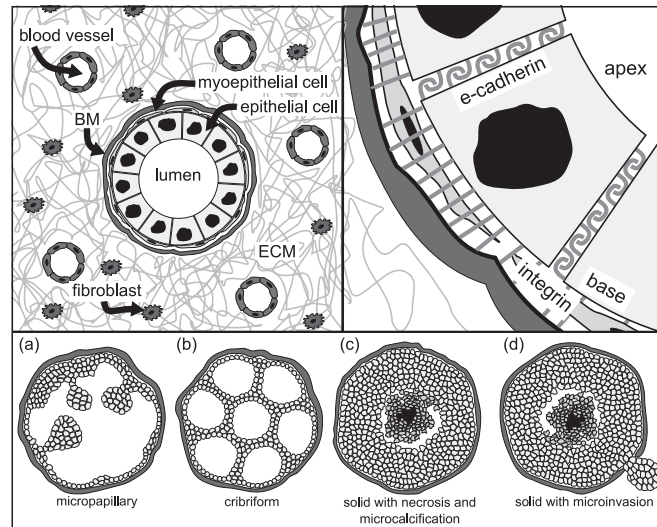 blood vessel
myoepithelial cell
epithelial cell
BM
lumen
ECM
fibroblast
e-cadherin
apex
integrin
base
(a)
(b)
(c)
(d)
micropapillary
cribriform
solid with necrosis and
microcalcification
solid with microinvasion